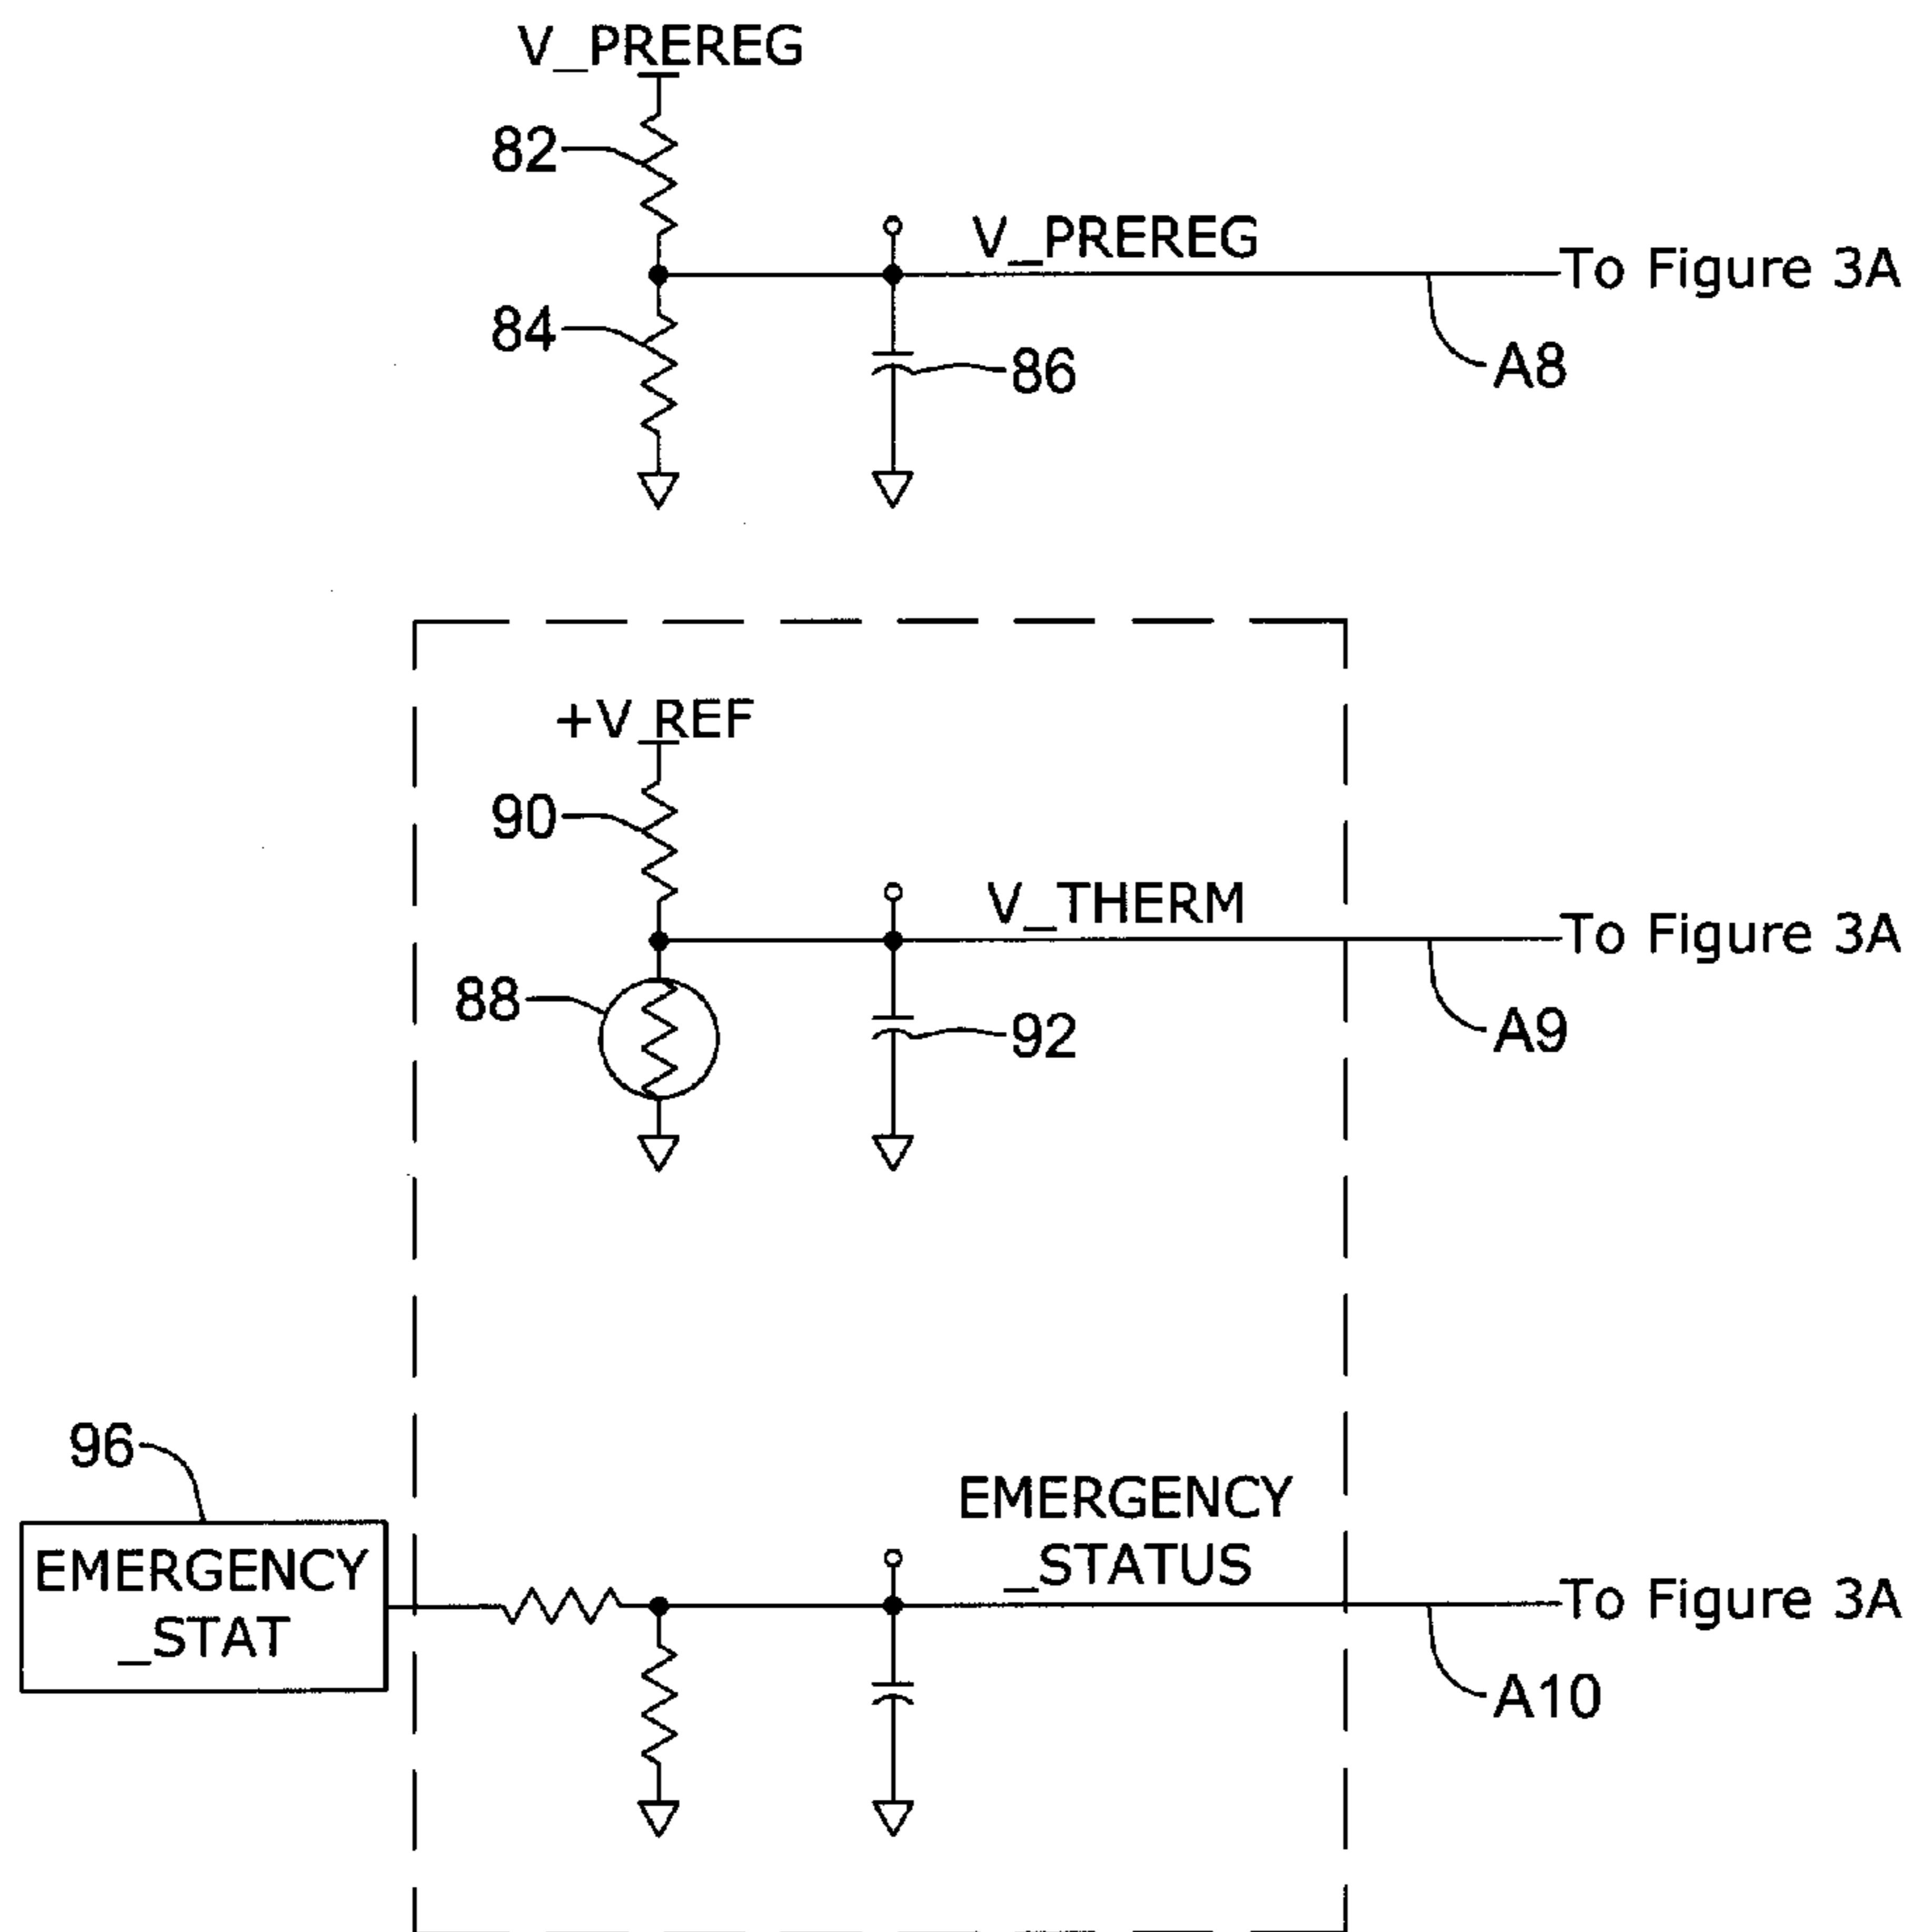 V_PREREG
82
V_PREREG
To Figure 3A
84
86
A8
+V_REF
90
V_THERM
To Figure 3A
88
92
A9
96
EMERGENCY
_STATUS
EMERGENCY
_STAT
To Figure 3A
A10